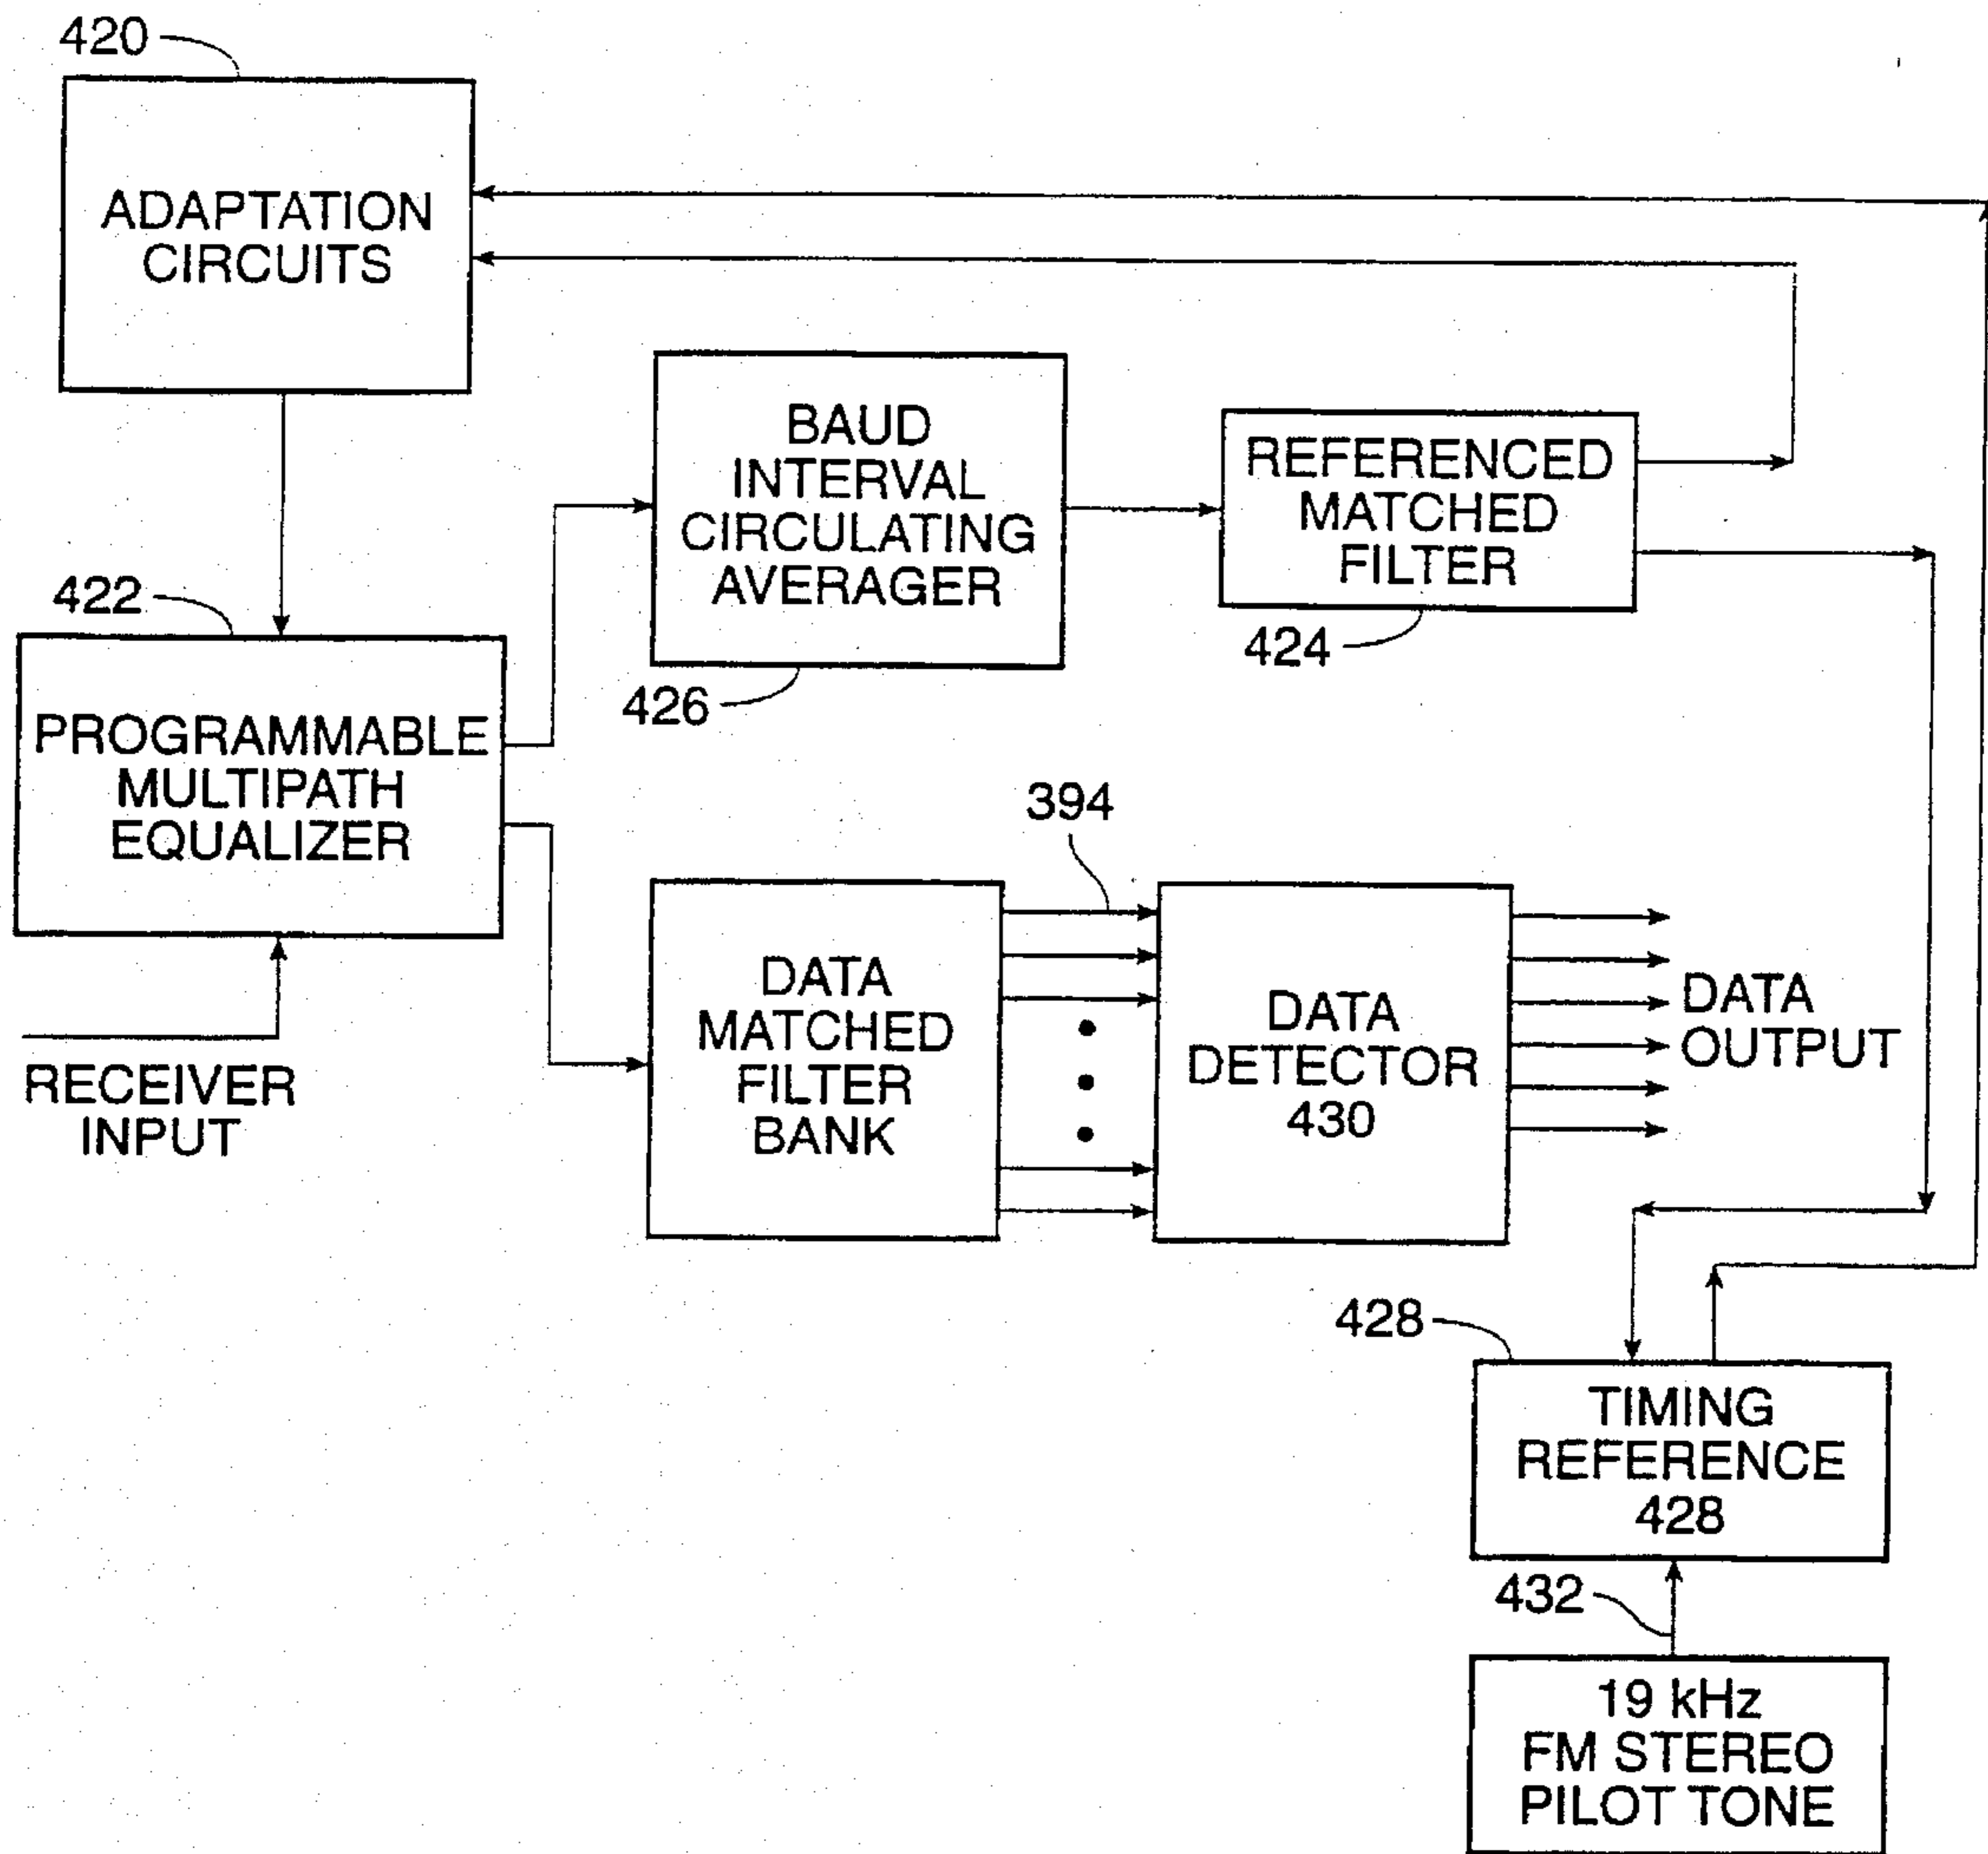 420
ADAPTATION
CIRCUITS
BAUD
INTERVAL
CIRCULATING
AVERAGER
426
REFERENCED
MATCHED
FILTER
424
422
PROGRAMMABLE
MULTIPATH
EQUALIZER
RECEIVER
INPUT
394
DATA
MATCHED
FILTER
BANK
DATA
DETECTOR
430
DATA
OUTPUT
428
TIMING
REFERENCE
428
432
19 kHz
FM STEREO
PILOT TONE